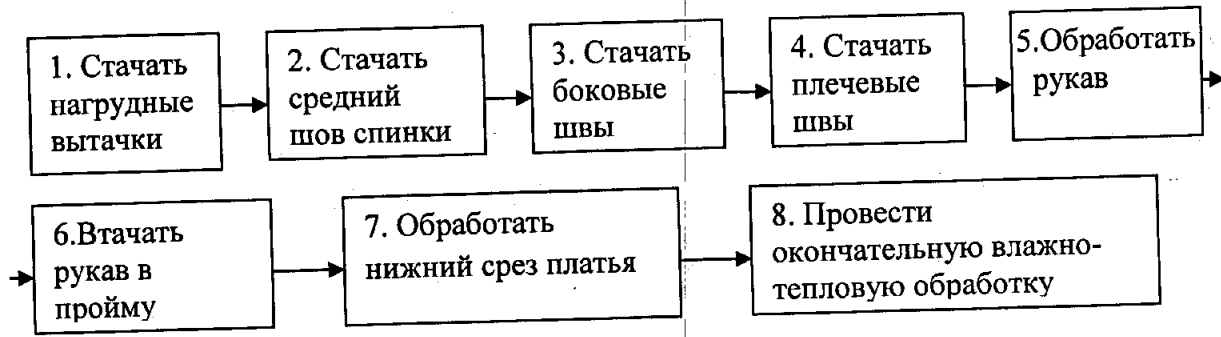 1. Стачать
нагрудные
вытачки
2. Стачать
средний
шов спинки
3. Стачать
боковые
швы
4. Стачать
плечевые
швы
5.Обработать
рукав
6.Втачать
рукав в
пройму
7. Обработать
нижний срез платья
8. Провести
окончательную влажно-
тепловую обработку